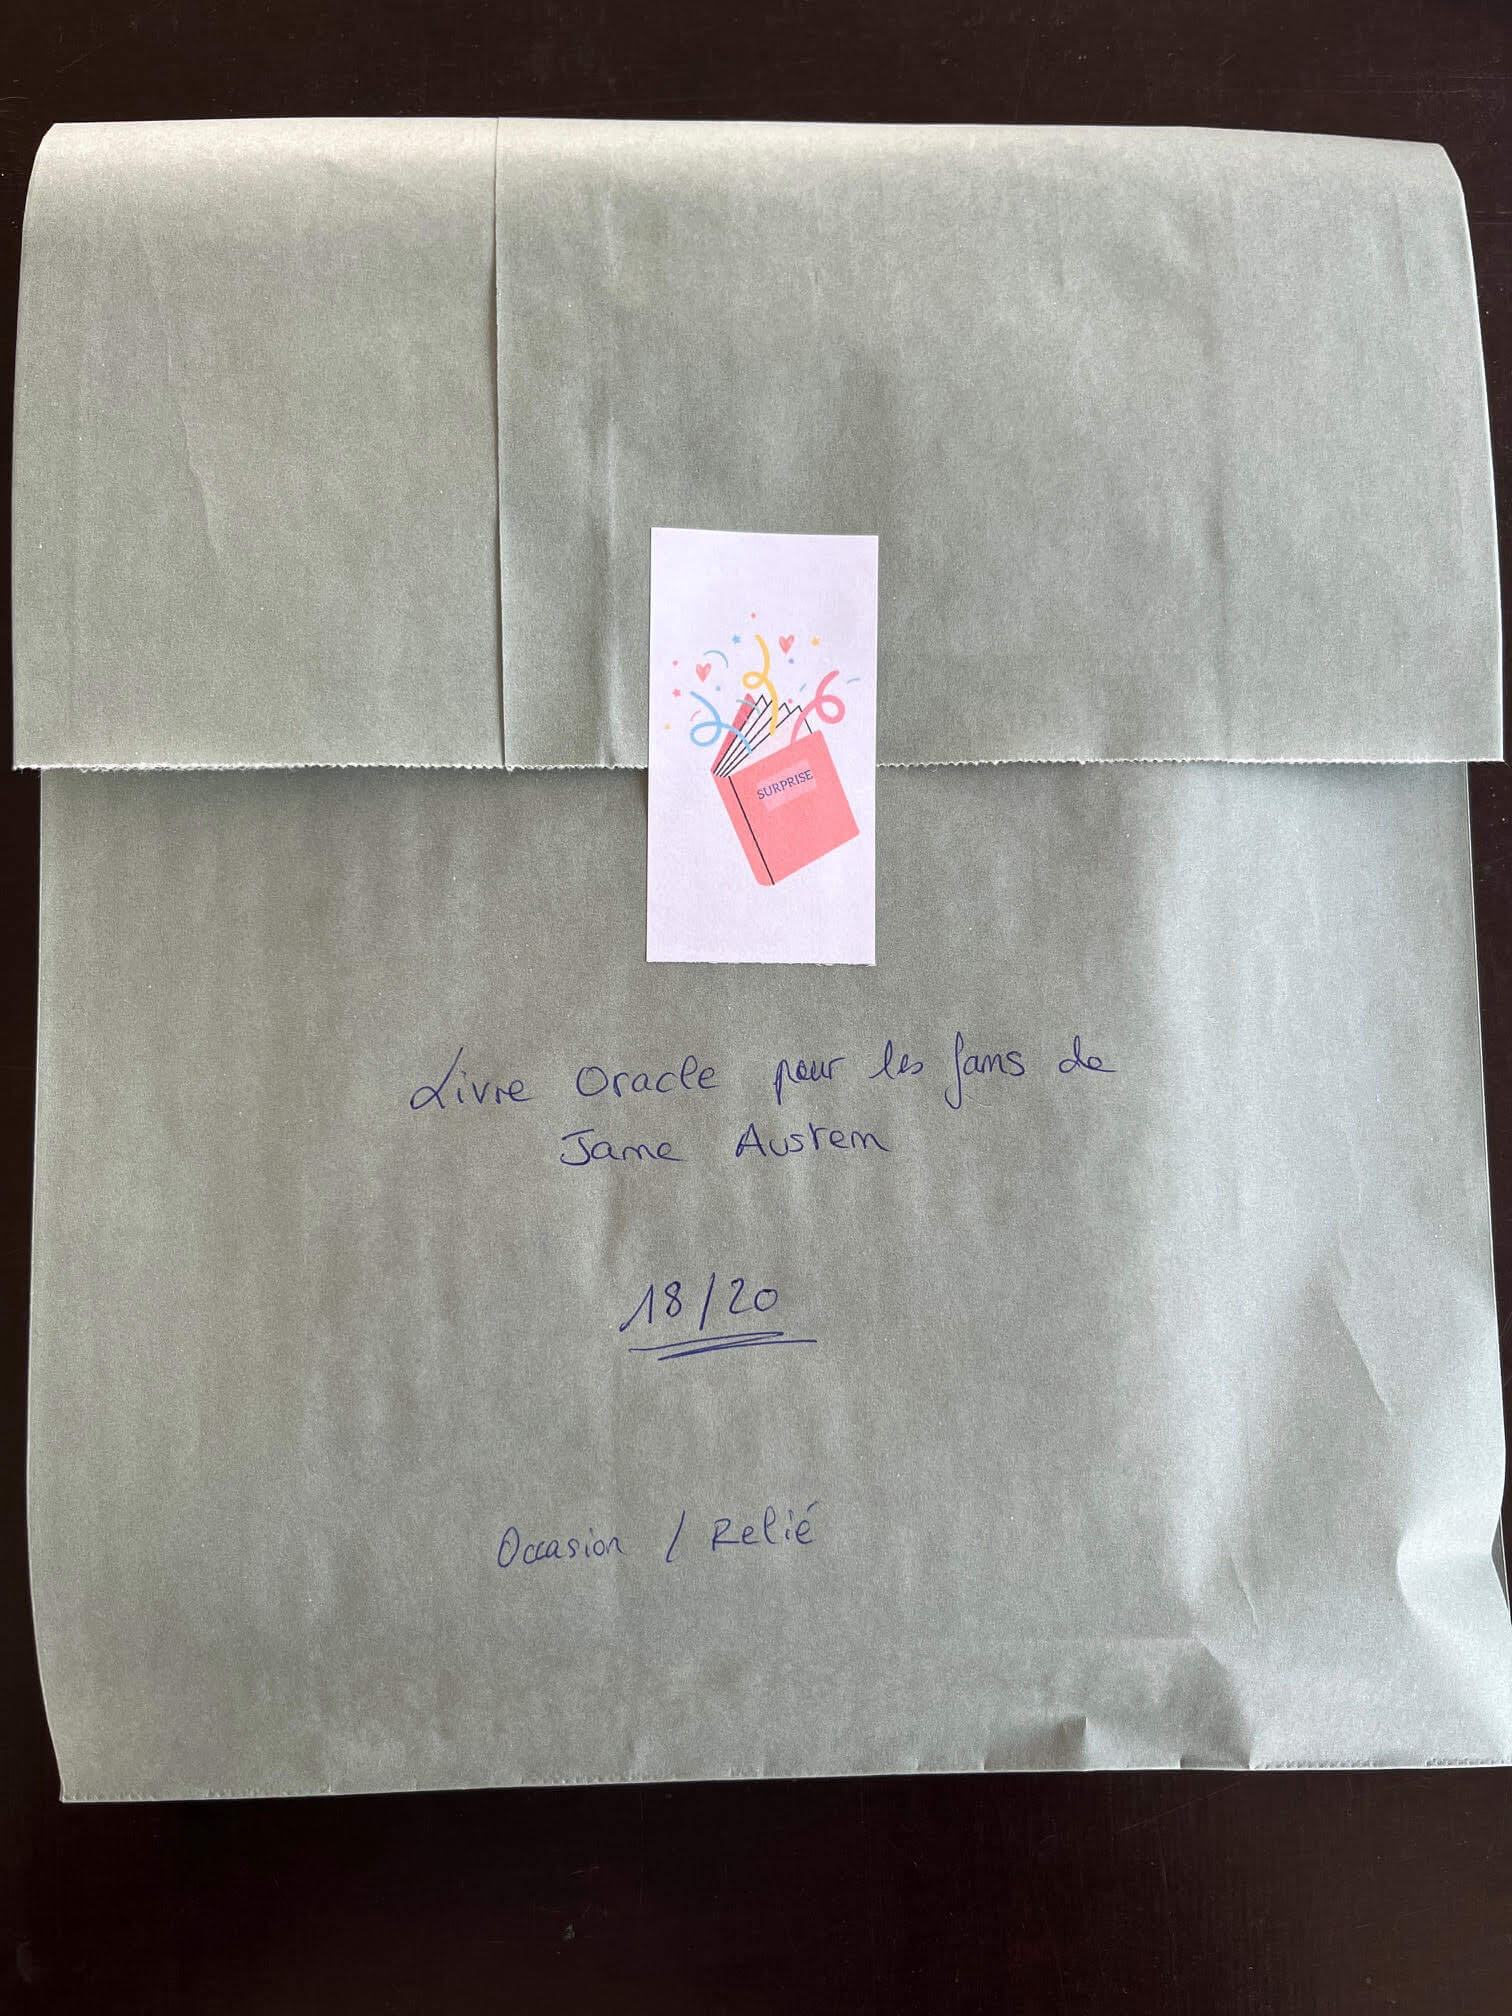 SURPRISE
Livre Oracle pour les fans de
Jane Austen
18/20
Occasion / Relié